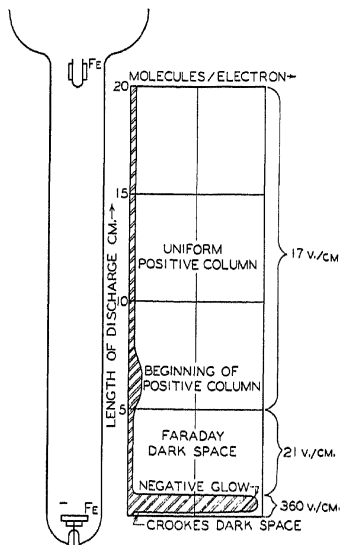 Fe
MOLECULES/ELECTRON→
20
15
LENGTH OF DISCHARGE CM.→
UNIFORM
POSITIVE COLUMN
17 V./CM.
10
BEGINNING OF
POSITIVE COLUMN
5
FARADAY
DARK SPACE
21 V./CM.
NEGATIVE GLOW
360 V./CM.
–
Fe
CROOKES DARK SPACE